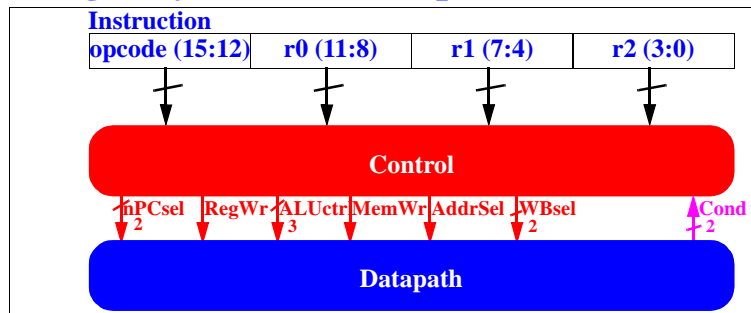 Instruction
opcode (15:12) r0 (11:8) r1 (7:4) r2 (3:0)
Control
nPCsel RegWr ALUctr MemWr AddrSel WBsel Cond
2 3 2 2
Datapath